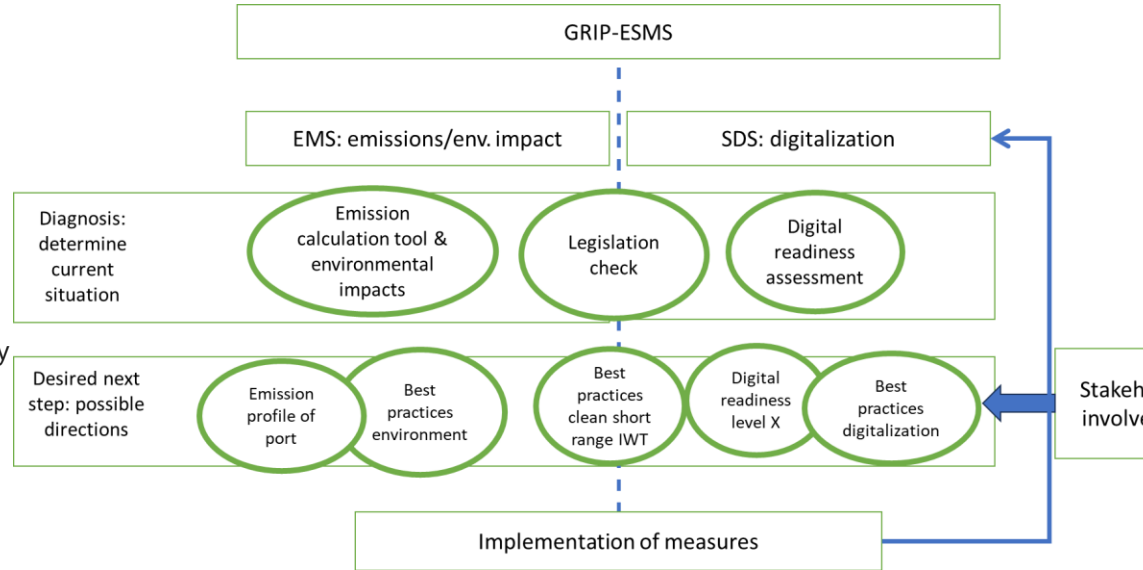 GRIP-ESMS
EMS: emissions/env. impact
SDS: digitalization
Diagnosis:
determine
current
situation
Emission
calculation tool &
environmental
impacts
Legislation
check
Digital
readiness
assessment
y
Desired next
step: possible
directions
Emission
profile of
port
Best
practices
environment
Best
practices
clean short
range IWT
Digital
readiness
level X
Best
practices
digitalization
Stakeh
involve
Implementation of measures